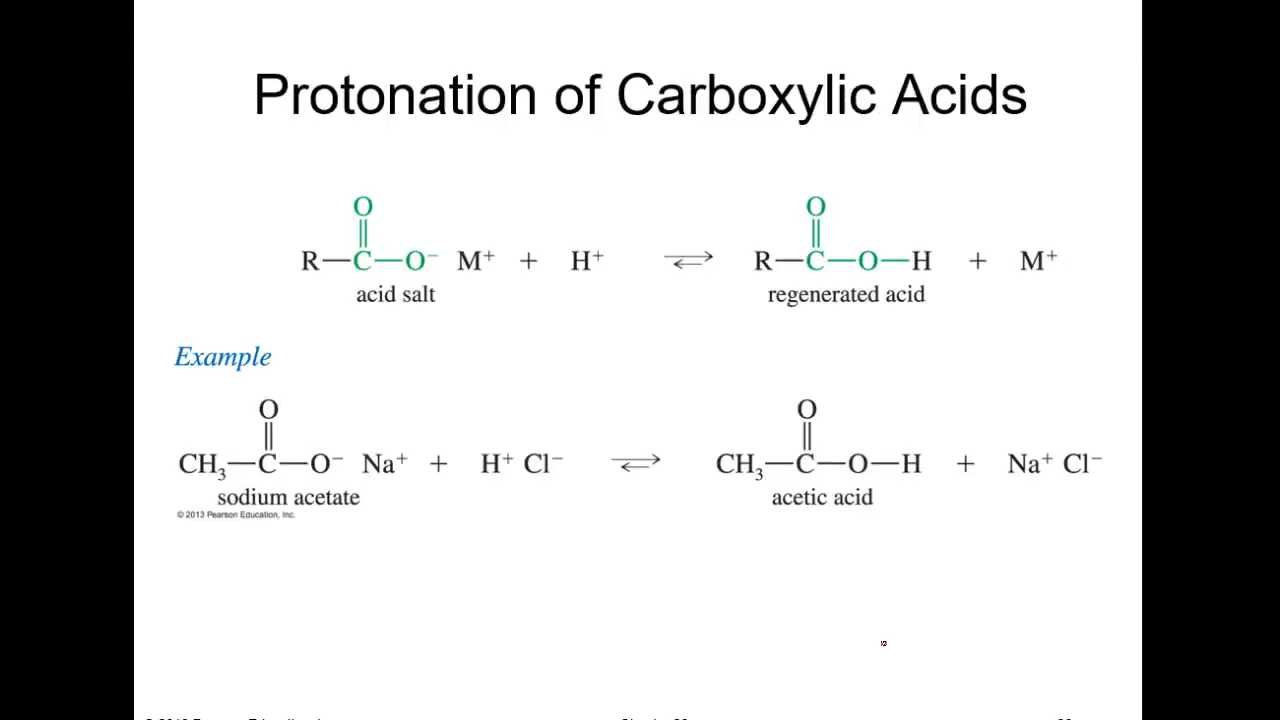 Protonation of Carboxylic Acids
O O
R—C—O⁻ M⁺ + H⁺ ⇌ R—C—O—H + M⁺
acid salt regenerated acid
Example
O O
CH₃—C—O⁻ Na⁺ + H⁺ Cl⁻ ⇌ CH₃—C—O—H + Na⁺ Cl⁻
sodium acetate acetic acid
© 2013 Pearson Education, Inc.